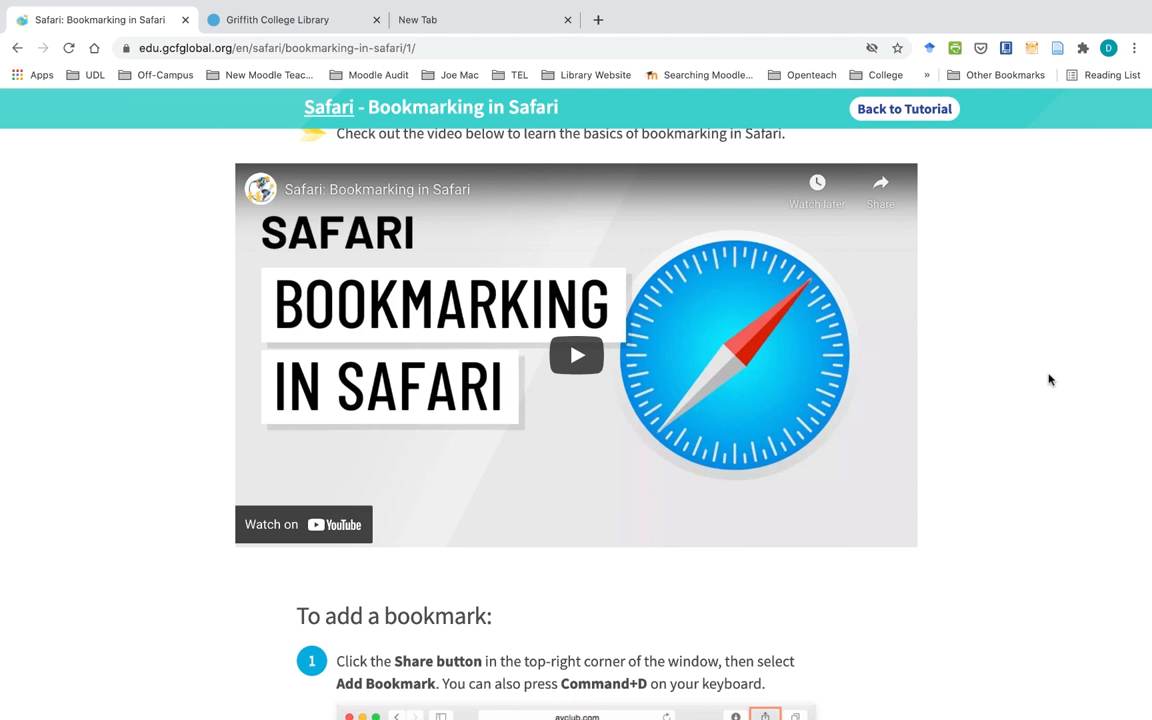 Safari: Bookmarking in Safari
Griffith College Library
New Tab
edu.gcfglobal.org/en/safari/bookmarking-in-safari/1/
Apps UDL Off-Campus New Moodle Teac... Moodle Audit Joe Mac TEL Library Website Searching Moodle... Openteach College » Other Bookmarks Reading List
D
Safari - Bookmarking in Safari
Back to Tutorial
Check out the video below to learn the basics of bookmarking in Safari.
Safari: Bookmarking in Safari
Watch later
Share
SAFARI
BOOKMARKING
IN SAFARI
Watch on YouTube
To add a bookmark:
1 Click the Share button in the top-right corner of the window, then select
Add Bookmark. You can also press Command+D on your keyboard.
avclub.com